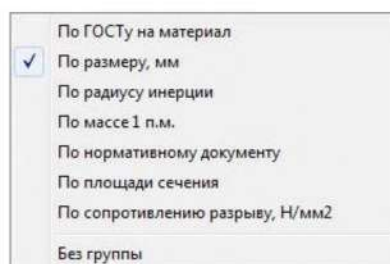 По ГОСТу на материал
По размеру, мм
По радиусу инерции
По массе 1 п.м.
По нормативному документу
По площади сечения
По сопротивлению разрыву, Н/мм2
Без группы